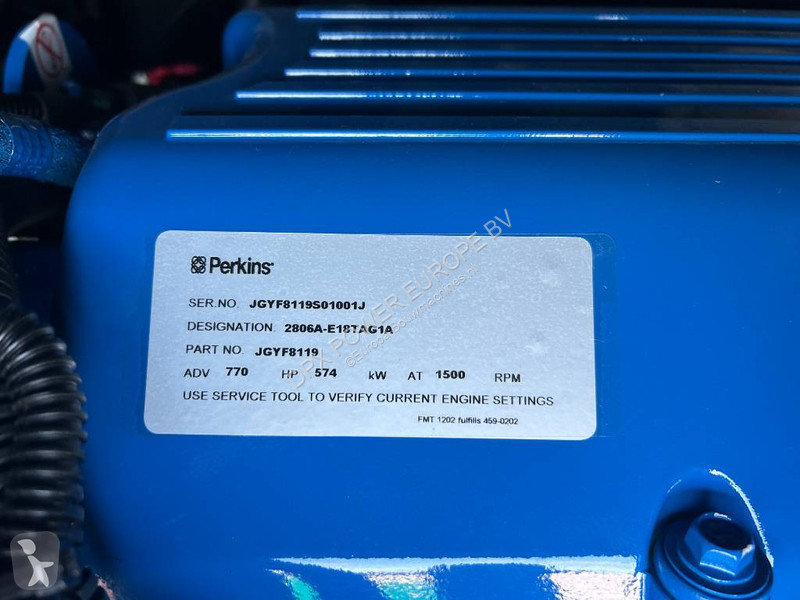 Perkins
SER.NO. JGYF8119S01001J
DESIGNATION 2806A-E18TAG1A
PART NO. JGYF8119
ADV 770 HP 574 kW AT 1500 RPM
USE SERVICE TOOL TO VERIFY CURRENT ENGINE SETTINGS
FMT 1202 fulfills 459-0202
DPX POWER EUROPE BV